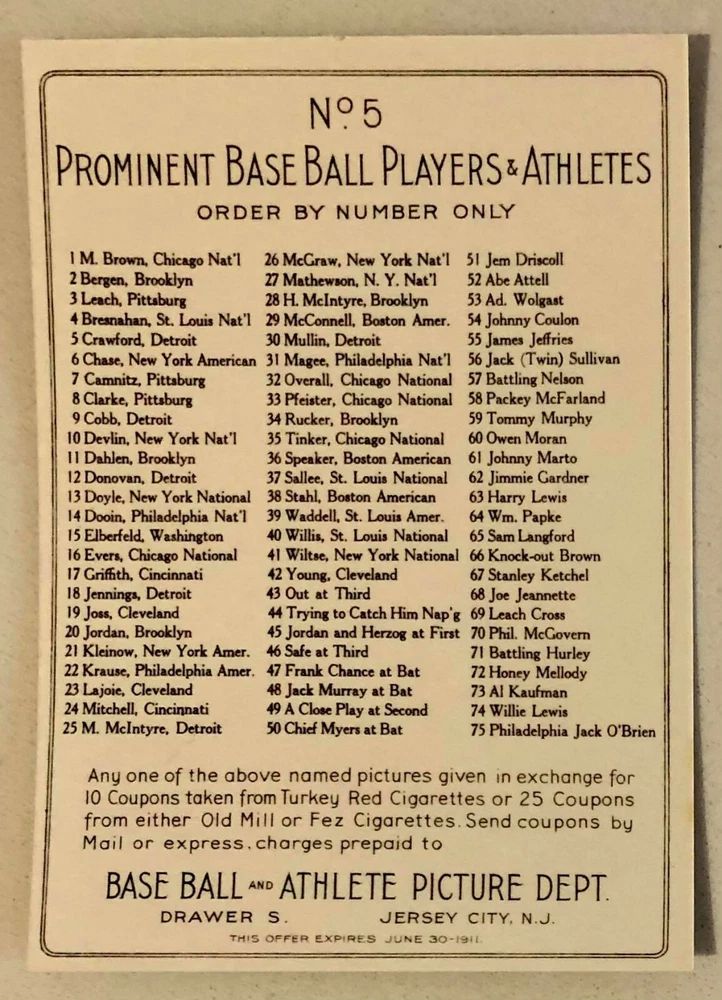 Nº 5
PROMINENT BASE BALL PLAYERS & ATHLETES
ORDER BY NUMBER ONLY
1 M. Brown, Chicago Nat'l
2 Bergen, Brooklyn
3 Leach, Pittsburg
4 Bresnahan, St. Louis Nat'l
5 Crawford, Detroit
6 Chase, New York American
7 Camnitz, Pittsburg
8 Clarke, Pittsburg
9 Cobb, Detroit
10 Devlin, New York Nat'l
11 Dahlen, Brooklyn
12 Donovan, Detroit
13 Doyle, New York National
14 Dooin, Philadelphia Nat'l
15 Elberfeld, Washington
16 Evers, Chicago National
17 Griffith, Cincinnati
18 Jennings, Detroit
19 Joss, Cleveland
20 Jordan, Brooklyn
21 Kleinow, New York Amer.
22 Krause, Philadelphia Amer.
23 Lajoie, Cleveland
24 Mitchell, Cincinnati
25 M. McIntyre, Detroit
26 McGraw, New York Nat'l
27 Mathewson, N. Y. Nat'l
28 H. McIntyre, Brooklyn
29 McConnell, Boston Amer.
30 Mullin, Detroit
31 Magee, Philadelphia Nat'l
32 Overall, Chicago National
33 Pfeister, Chicago National
34 Rucker, Brooklyn
35 Tinker, Chicago National
36 Speaker, Boston American
37 Sallee, St. Louis National
38 Stahl, Boston American
39 Waddell, St. Louis Amer.
40 Willis, St. Louis National
41 Wiltse, New York National
42 Young, Cleveland
43 Out at Third
44 Trying to Catch Him Nap'g
45 Jordan and Herzog at First
46 Safe at Third
47 Frank Chance at Bat
48 Jack Murray at Bat
49 A Close Play at Second
50 Chief Myers at Bat
51 Jem Driscoll
52 Abe Attell
53 Ad. Wolgast
54 Johnny Coulon
55 James Jeffries
56 Jack (Twin) Sullivan
57 Battling Nelson
58 Packey McFarland
59 Tommy Murphy
60 Owen Moran
61 Johnny Marto
62 Jimmie Gardner
63 Harry Lewis
64 Wm. Papke
65 Sam Langford
66 Knock-out Brown
67 Stanley Ketchel
68 Joe Jeannette
69 Leach Cross
70 Phil. McGovern
71 Battling Hurley
72 Honey Mellody
73 Al Kaufman
74 Willie Lewis
75 Philadelphia Jack O'Brien
Any one of the above named pictures given in exchange for
10 Coupons taken from Turkey Red Cigarettes or 25 Coupons
from either Old Mill or Fez Cigarettes. Send coupons by
Mail or express, charges prepaid to
BASE BALL AND ATHLETE PICTURE DEPT.
DRAWER S. JERSEY CITY, N.J.
THIS OFFER EXPIRES JUNE 30-1911.